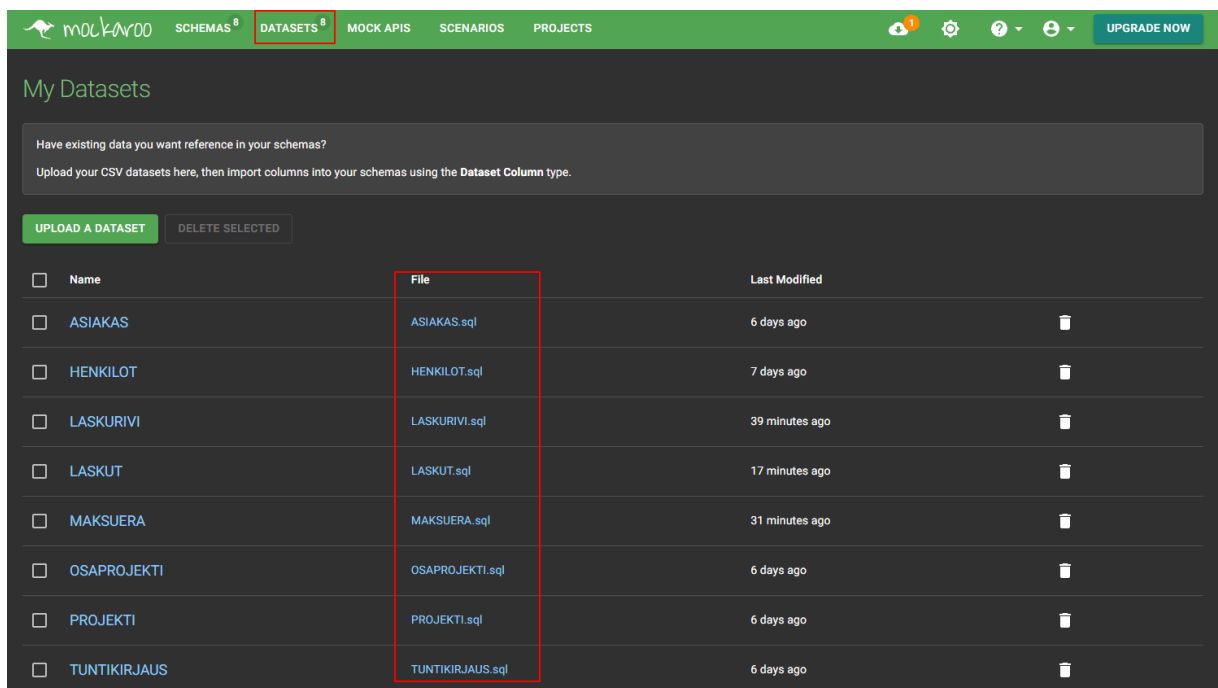 mockaroo SCHEMAS 8 DATASETS 8 MOCK APIS SCENARIOS PROJECTS 1 ? UPGRADE NOW
My Datasets
Have existing data you want reference in your schemas?
Upload your CSV datasets here, then import columns into your schemas using the Dataset Column type.
UPLOAD A DATASET DELETE SELECTED
Name File Last Modified
ASIAKAS ASIAKAS.sql 6 days ago
HENKILOT HENKILOT.sql 7 days ago
LASKURIVI LASKURIVI.sql 39 minutes ago
LASKUT LASKUT.sql 17 minutes ago
MAKSUERA MAKSUERA.sql 31 minutes ago
OSAPROJEKTI OSAPROJEKTI.sql 6 days ago
PROJEKTI PROJEKTI.sql 6 days ago
TUNTIKIRJAUS TUNTIKIRJAUS.sql 6 days ago